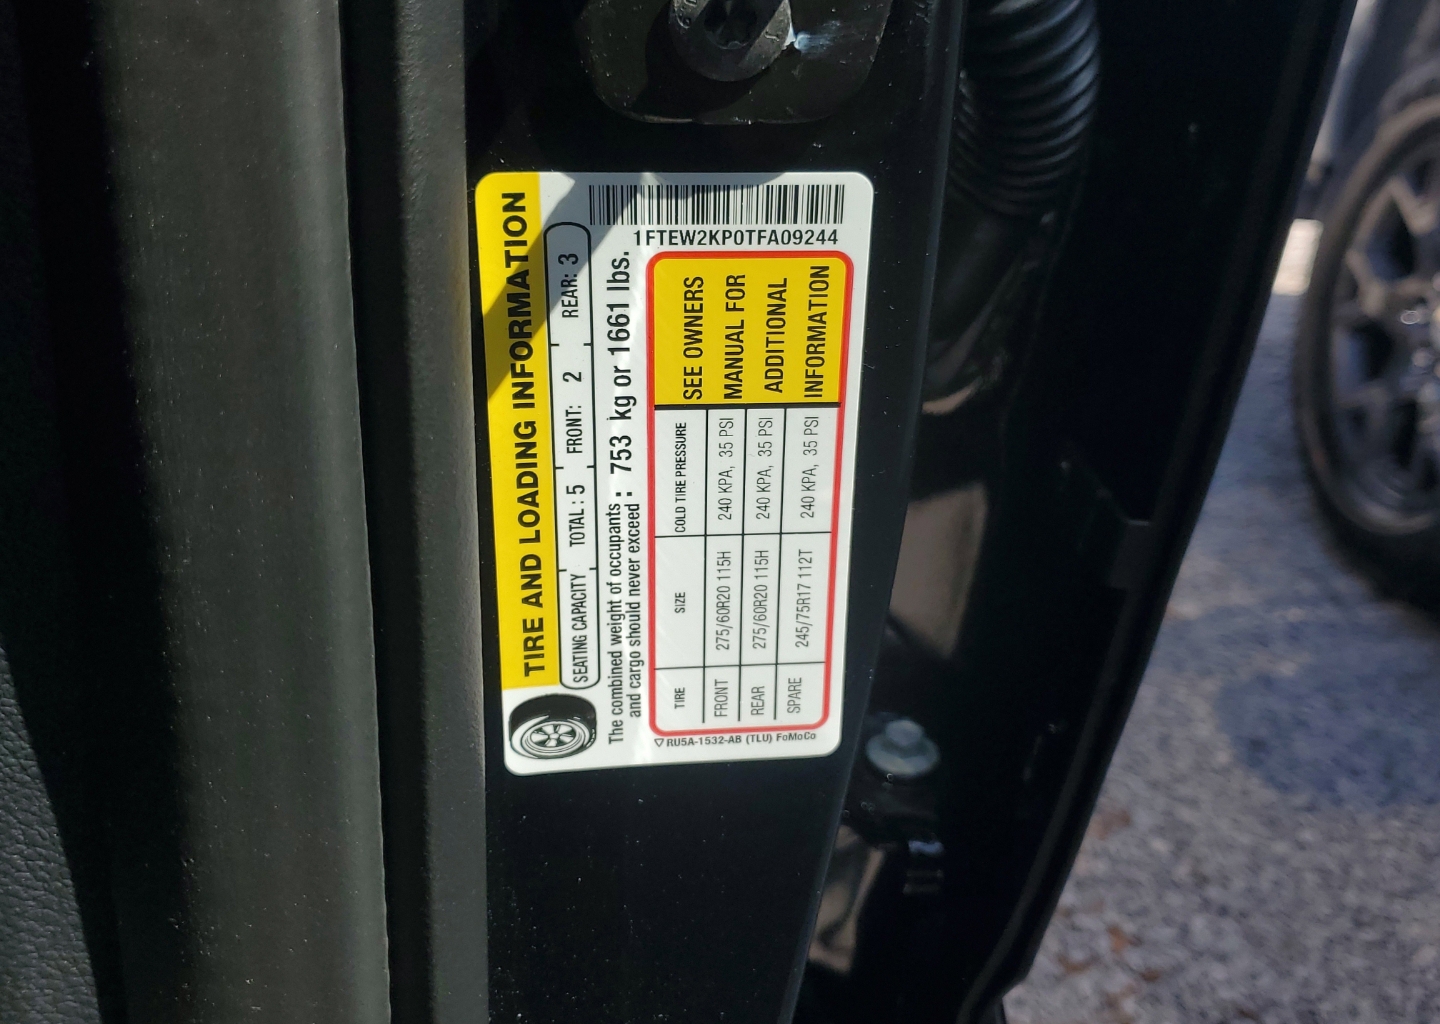 TIRE AND LOADING INFORMATION
SEATING CAPACITY TOTAL : 5 FRONT: 2 REAR: 3
The combined weight of occupants : 753 kg or 1661 lbs.
and cargo should never exceed :
1FTEW2KP0TFA09244
TIRE SIZE COLD TIRE PRESSURE
FRONT 275/60R20 115H 240 KPA, 35 PSI
REAR 275/60R20 115H 240 KPA, 35 PSI
SPARE 245/75R17 112T 240 KPA, 35 PSI
SEE OWNERS
MANUAL FOR
ADDITIONAL
INFORMATION
▽ RU5A-1532-AB (TLU) FoMoCo